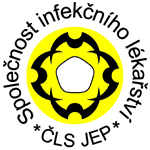 Společnost infekčního lékařství
*ČLS JEP*